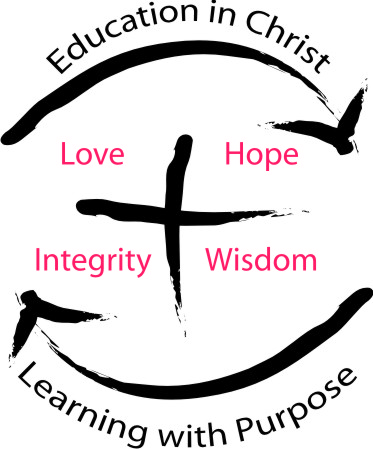 Education in Christ
Love Hope
Integrity Wisdom
Learning with Purpose